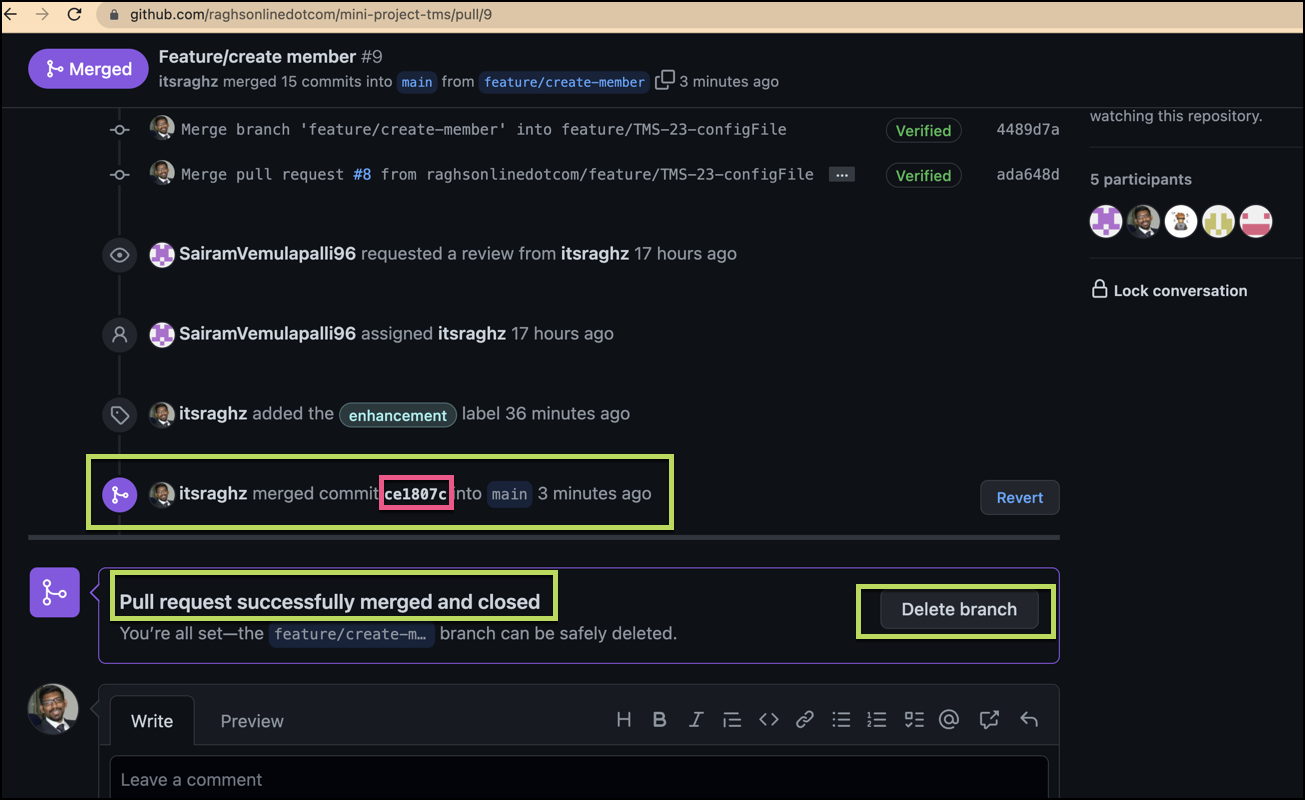 github.com/raghsonlinedotcom/mini-project-tms/pull/9
Merged
Feature/create member #9
itsraghz merged 15 commits into main from feature/create-member 3 minutes ago
watching this repository.
Merge branch 'feature/create-member' into feature/TMS-23-configFile Verified 4489d7a
Merge pull request #8 from raghsonlinedotcom/feature/TMS-23-configFile ... Verified ada648d
5 participants
SairamVemulapalli96 requested a review from itsraghz 17 hours ago
Lock conversation
SairamVemulapalli96 assigned itsraghz 17 hours ago
itsraghz added the enhancement label 36 minutes ago
itsraghz merged commit ce1807c into main 3 minutes ago
Revert
Pull request successfully merged and closed
You're all set—the feature/create-m… branch can be safely deleted.
Delete branch
Write Preview
Leave a comment